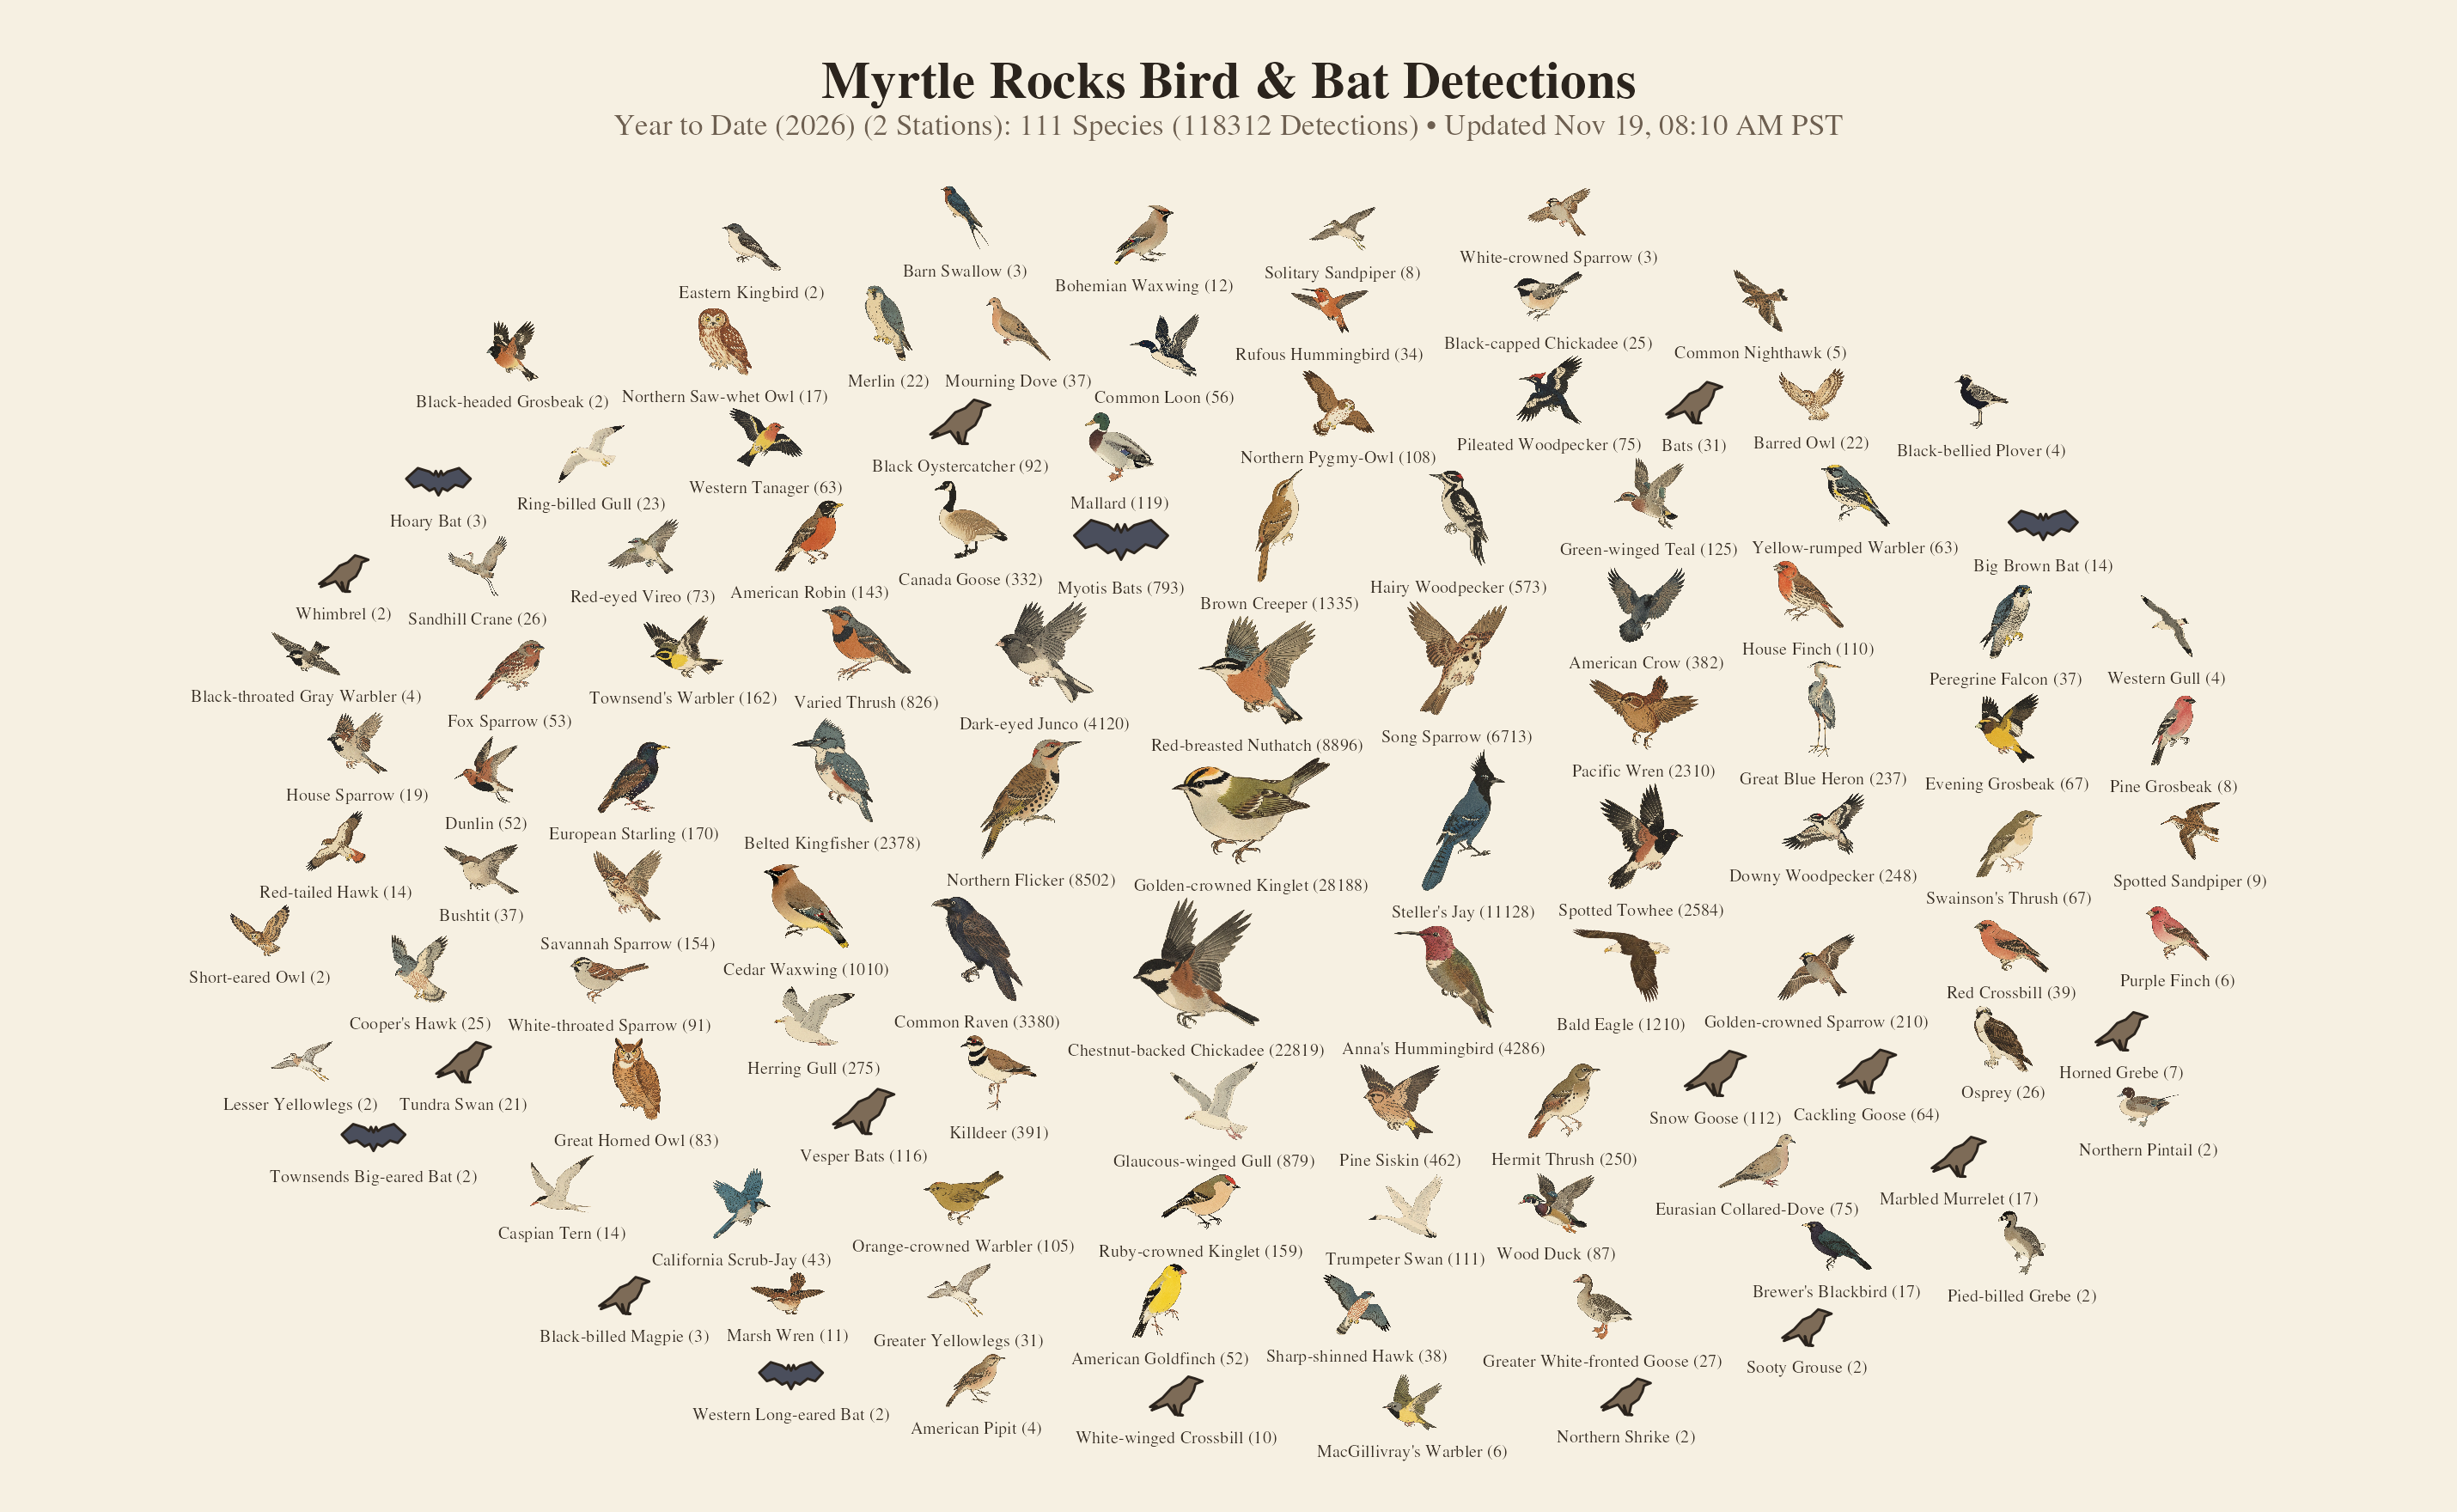 Myrtle Rocks Bird & Bat Detections
Year to Date (2026) (2 Stations): 111 Species (118312 Detections) • Updated Nov 19, 08:10 AM PST
Eastern Kingbird (2)
Barn Swallow (3)
Bohemian Waxwing (12)
Solitary Sandpiper (8)
White-crowned Sparrow (3)
Black-headed Grosbeak (2)
Northern Saw-whet Owl (17)
Merlin (22)
Mourning Dove (37)
Common Loon (56)
Rufous Hummingbird (34)
Black-capped Chickadee (25)
Common Nighthawk (5)
Hoary Bat (3)
Ring-billed Gull (23)
Western Tanager (63)
Black Oystercatcher (92)
Mallard (119)
Northern Pygmy-Owl (108)
Pileated Woodpecker (75)
Bats (31)
Barred Owl (22)
Black-bellied Plover (4)
Whimbrel (2)
Sandhill Crane (26)
Red-eyed Vireo (73)
American Robin (143)
Canada Goose (332)
Myotis Bats (793)
Brown Creeper (1335)
Hairy Woodpecker (573)
Green-winged Teal (125)
Yellow-rumped Warbler (63)
Big Brown Bat (14)
Black-throated Gray Warbler (4)
Fox Sparrow (53)
Townsend's Warbler (162)
Varied Thrush (826)
Dark-eyed Junco (4120)
Red-breasted Nuthatch (8896)
Song Sparrow (6713)
American Crow (382)
House Finch (110)
Peregrine Falcon (37)
Western Gull (4)
House Sparrow (19)
Dunlin (52)
European Starling (170)
Belted Kingfisher (2378)
Northern Flicker (8502)
Golden-crowned Kinglet (28188)
Steller's Jay (11128)
Pacific Wren (2310)
Great Blue Heron (237)
Evening Grosbeak (67)
Pine Grosbeak (8)
Red-tailed Hawk (14)
Bushtit (37)
Savannah Sparrow (154)
Cedar Waxwing (1010)
Common Raven (3380)
Chestnut-backed Chickadee (22819)
Anna's Hummingbird (4286)
Spotted Towhee (2584)
Downy Woodpecker (248)
Swainson's Thrush (67)
Spotted Sandpiper (9)
Short-eared Owl (2)
Cooper's Hawk (25)
White-throated Sparrow (91)
Herring Gull (275)
Bald Eagle (1210)
Golden-crowned Sparrow (210)
Red Crossbill (39)
Purple Finch (6)
Lesser Yellowlegs (2)
Tundra Swan (21)
Great Horned Owl (83)
Vesper Bats (116)
Killdeer (391)
Glaucous-winged Gull (879)
Pine Siskin (462)
Hermit Thrush (250)
Snow Goose (112)
Cackling Goose (64)
Osprey (26)
Horned Grebe (7)
Northern Pintail (2)
Townsends Big-eared Bat (2)
Caspian Tern (14)
California Scrub-Jay (43)
Orange-crowned Warbler (105)
Ruby-crowned Kinglet (159)
Trumpeter Swan (111)
Wood Duck (87)
Eurasian Collared-Dove (75)
Marbled Murrelet (17)
Black-billed Magpie (3)
Marsh Wren (11)
Greater Yellowlegs (31)
American Goldfinch (52)
Sharp-shinned Hawk (38)
Greater White-fronted Goose (27)
Brewer's Blackbird (17)
Pied-billed Grebe (2)
Sooty Grouse (2)
Western Long-eared Bat (2)
American Pipit (4)
White-winged Crossbill (10)
MacGillivray's Warbler (6)
Northern Shrike (2)